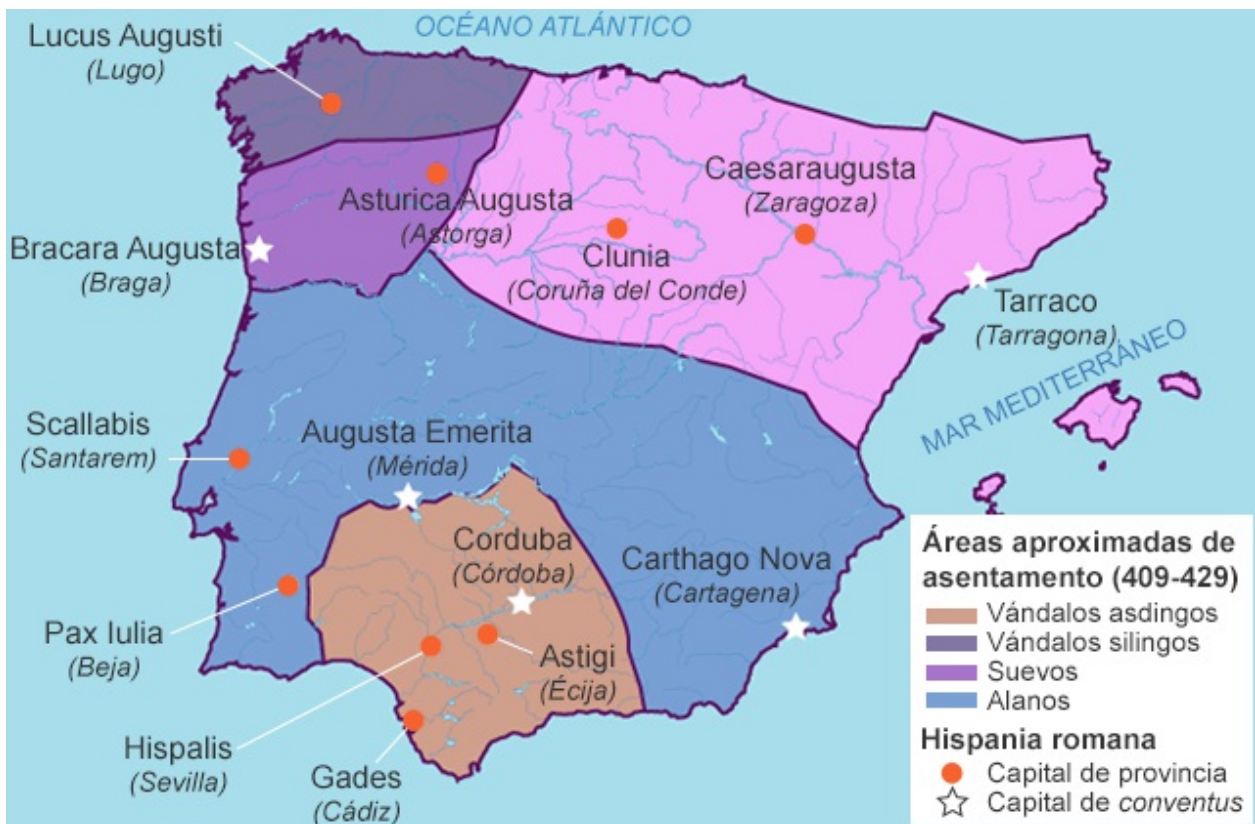 OCÉANO ATLÁNTICO
Lucus Augusti
(Lugo)
Caesaraugusta
(Zaragoza)
Asturica Augusta
(Astorga)
Bracara Augusta
(Braga)
Clunia
(Coruña del Conde)
Tarraco
(Tarragona)
MAR MEDITERRÁNEO
Scallabis
(Santarem)
Augusta Emerita
(Mérida)
Corduba
(Córdoba)
Carthago Nova
(Cartagena)
Pax Iulia
(Beja)
Astigi
(Écija)
Hispalis
(Sevilla)
Gades
(Cádiz)
Áreas aproximadas de
asentamiento (409-429)
Vándalos asdingos
Vándalos silingos
Suevos
Alanos
Hispania romana
Capital de provincia
Capital de conventus